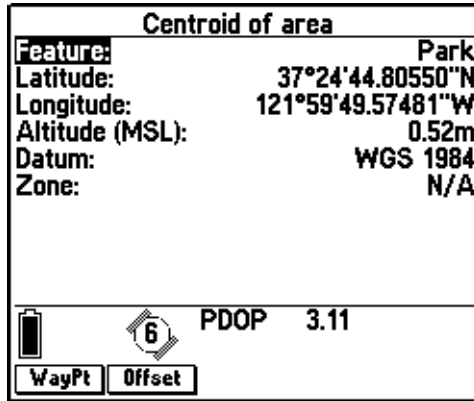 Centroid of area
Feature: Park
Latitude: 37°24'44.80550"N
Longitude: 121°59'49.57481"W
Altitude (MSL): 0.52m
Datum: WGS 1984
Zone: N/A
6 PDOP 3.11
WayPt Offset